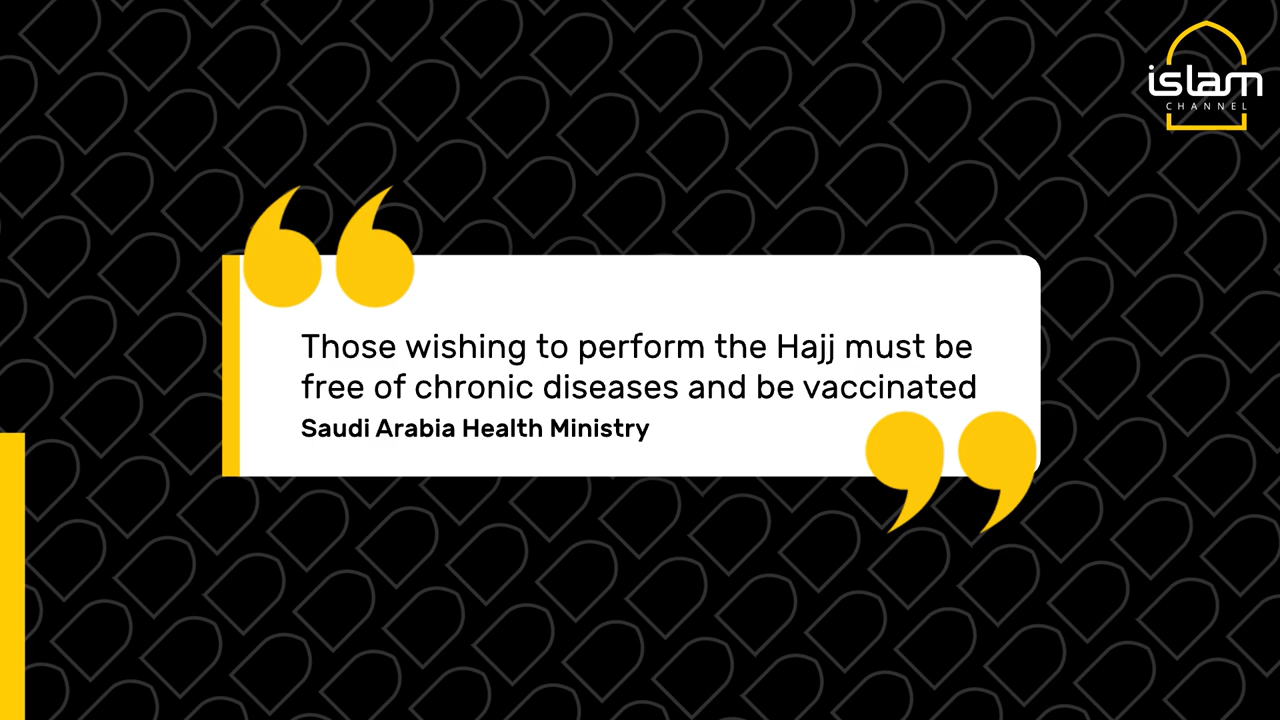 islam
CHANNEL
Those wishing to perform the Hajj must be
free of chronic diseases and be vaccinated
Saudi Arabia Health Ministry